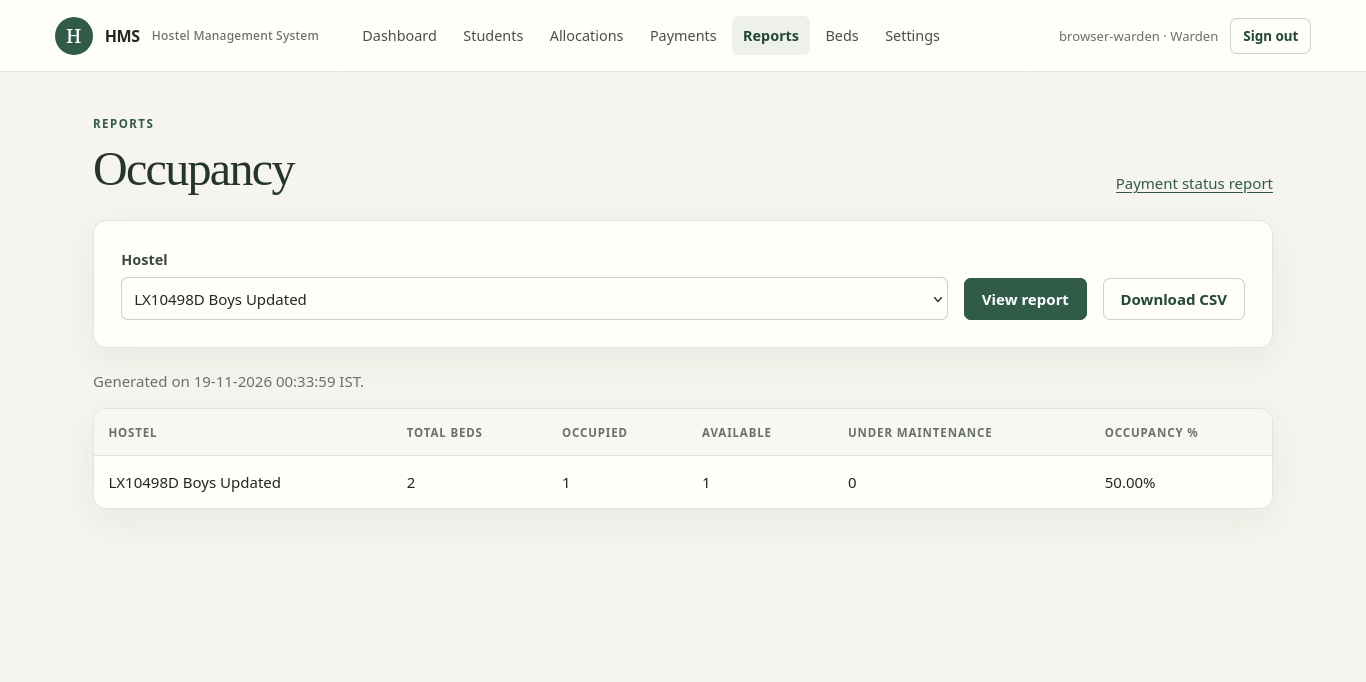 H HMS Hostel Management System Dashboard Students Allocations Payments Reports Beds Settings browser-warden · Warden Sign out
REPORTS
Occupancy
Payment status report
Hostel
LX10498D Boys Updated View report Download CSV
Generated on 19-11-2026 00:33:59 IST.
HOSTEL TOTAL BEDS OCCUPIED AVAILABLE UNDER MAINTENANCE OCCUPANCY %
LX10498D Boys Updated 2 1 1 0 50.00%